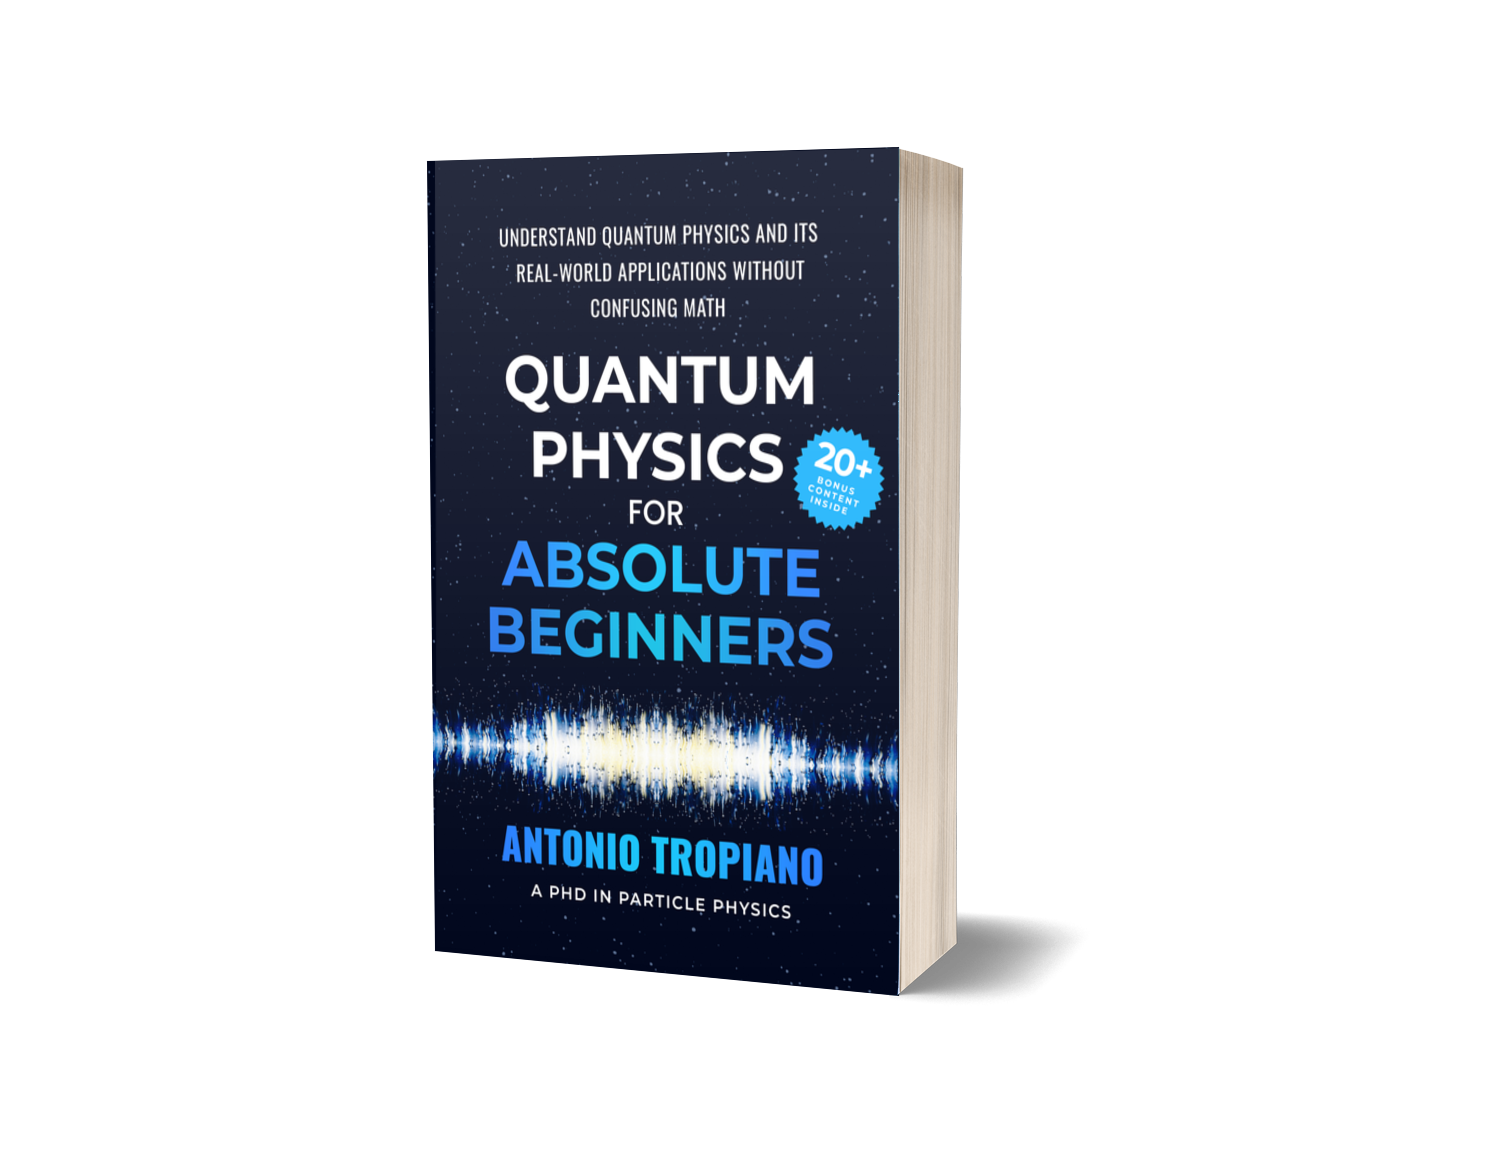 UNDERSTAND QUANTUM PHYSICS AND ITS
REAL-WORLD APPLICATIONS WITHOUT
CONFUSING MATH
QUANTUM
PHYSICS
20+
BONUS
CONTENT
INSIDE
FOR
ABSOLUTE
BEGINNERS
ANTONIO TROPIANO
A PHD IN PARTICLE PHYSICS